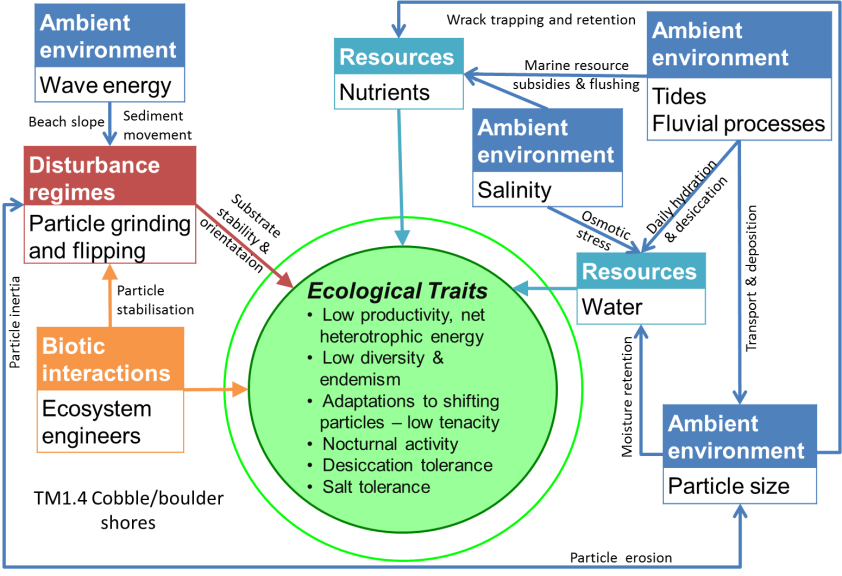 Ambient
environment
Wave energy
Beach slope
Sediment
movement
Disturbance
regimes
Particle grinding
and flipping
Particle inertia
Particle
stabilisation
Biotic
interactions
Ecosystem
engineers
TM1.4 Cobble/boulder
shores
Substrate
stability &
orientataion
Wrack trapping and retention
Resources
Nutrients
Marine resource
subsidies & flushing
Ambient
environment
Tides
Fluvial processes
Ambient
environment
Salinity
Osmotic
stress
Daily hydration
& desiccation
Resources
Water
Transport & deposition
Moisture retention
Ambient
environment
Particle size
Particle erosion
Ecological Traits
• Low productivity, net
heterotrophic energy
• Low diversity &
endemism
• Adaptations to shifting
particles – low tenacity
• Nocturnal activity
• Desiccation tolerance
• Salt tolerance